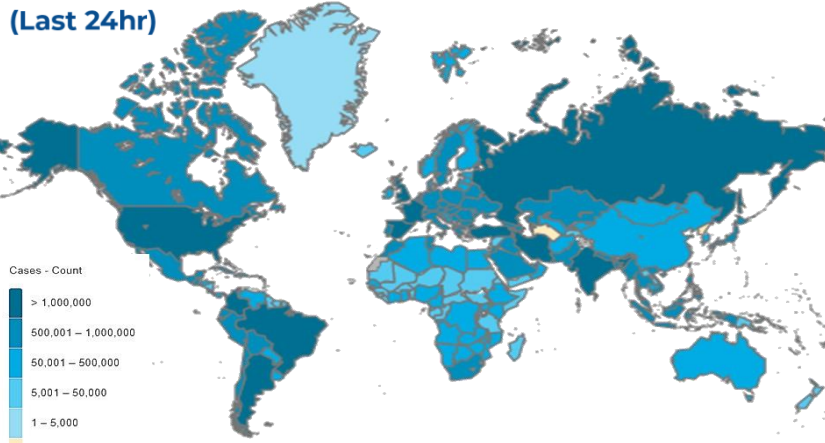 (Last 24hr)
Cases - Count
> 1,000,000
500,001 – 1,000,000
50,001 – 500,000
5,001 – 50,000
1 – 5,000